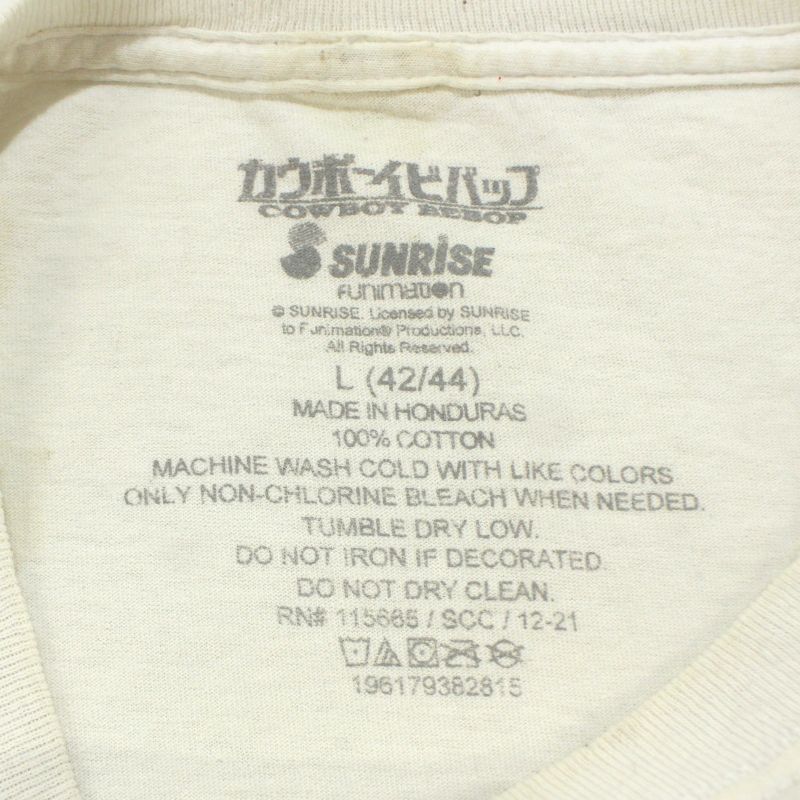 カウボーイビバップ
COWBOY BEBOP
SUNRISE
FUNIMATION
© SUNRISE. Licensed by SUNRISE
to Funimation® Productions, LLC.
All Rights Reserved.
L (42/44)
MADE IN HONDURAS
100% COTTON
MACHINE WASH COLD WITH LIKE COLORS
ONLY NON-CHLORINE BLEACH WHEN NEEDED.
TUMBLE DRY LOW.
DO NOT IRON IF DECORATED.
DO NOT DRY CLEAN.
RN# 115685 / SCC / 12-21
196179382815